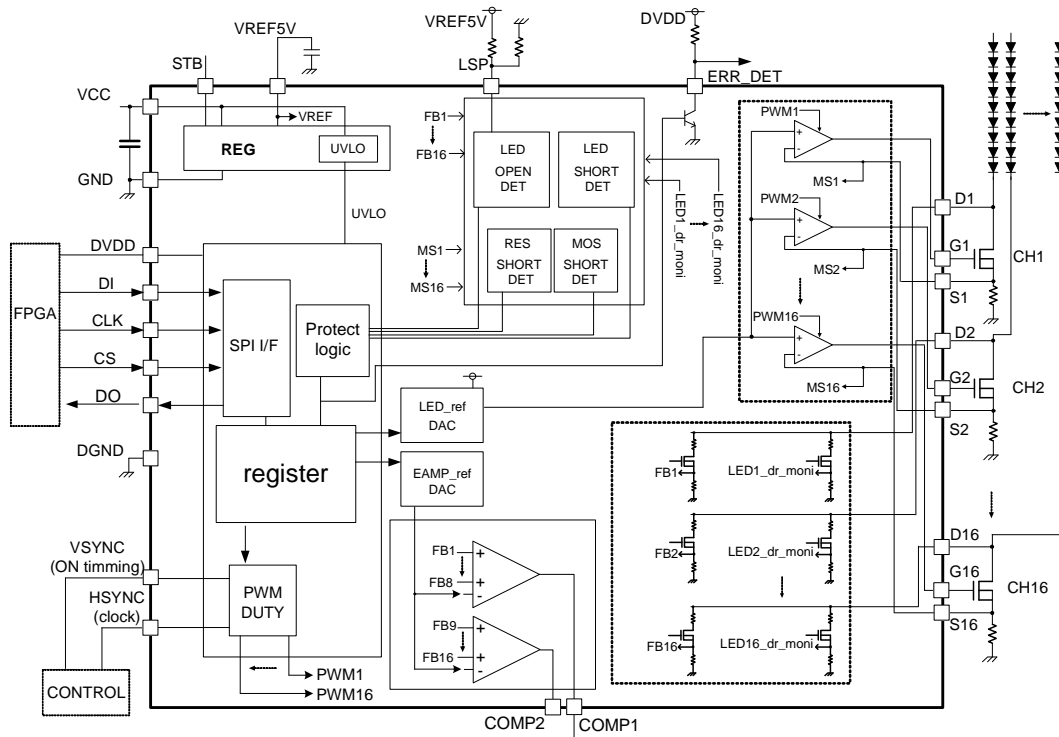 VREF5V
DVDD
VREF5V
STB
LSP
ERR_DET
VCC
VREF
REG
UVLO
GND
UVLO
FB1
FB16
LED
OPEN
DET
LED
SHORT
DET
RES
SHORT
DET
MOS
SHORT
DET
MS1
MS16
LED1_dr_moni
LED16_dr_moni
PWM1
MS1
PWM2
MS2
PWM16
MS16
D1
G1
CH1
S1
D2
G2
CH2
S2
D16
G16
CH16
S16
FPGA
DVDD
DI
CLK
CS
DO
DGND
SPI I/F
Protect
logic
register
LED_ref
DAC
EAMP_ref
DAC
FB1
LED1_dr_moni
FB2
LED2_dr_moni
FB16
LED16_dr_moni
VSYNC
(ON timming)
HSYNC
(clock)
CONTROL
PWM
DUTY
PWM1
PWM16
FB1
FB8
+
+
-
FB9
FB16
+
+
-
COMP2
COMP1